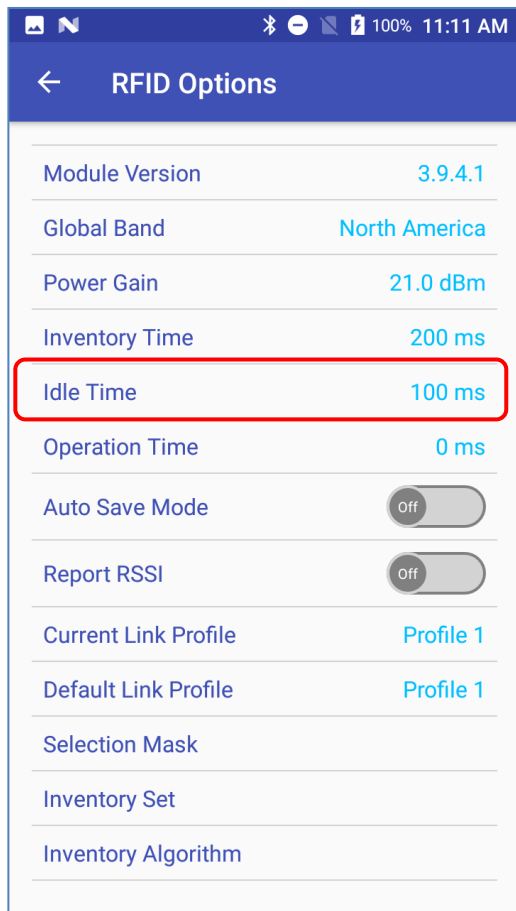 100% 11:11 AM
RFID Options
Module Version 3.9.4.1
Global Band North America
Power Gain 21.0 dBm
Inventory Time 200 ms
Idle Time 100 ms
Operation Time 0 ms
Auto Save Mode Off
Report RSSI Off
Current Link Profile Profile 1
Default Link Profile Profile 1
Selection Mask
Inventory Set
Inventory Algorithm